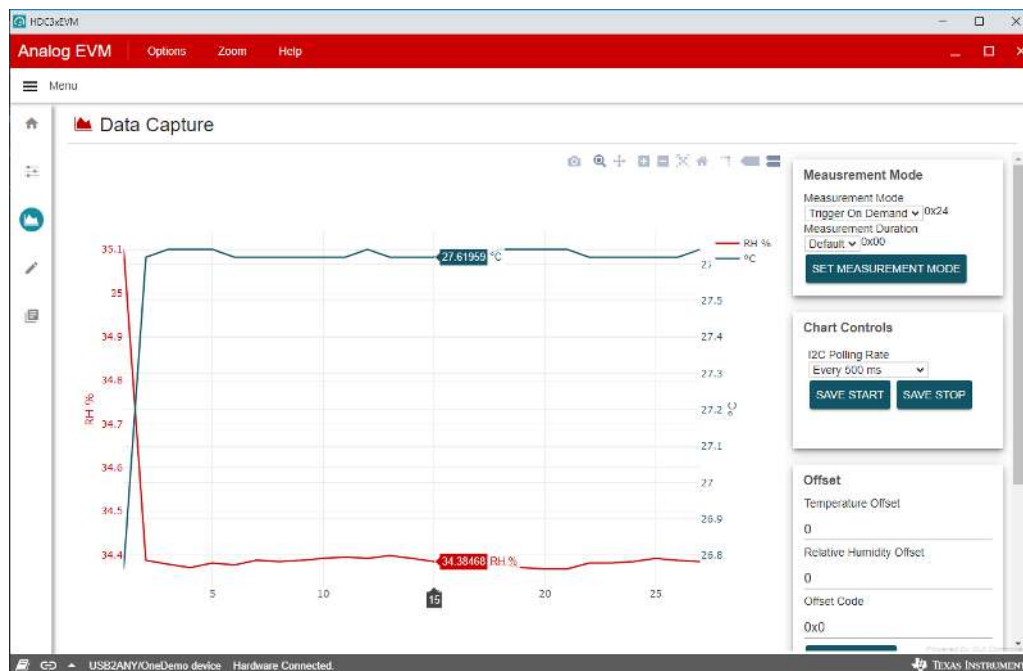 HDC3xEVM
Analog EVM Options Zoom Help
Menu
Data Capture
Meausrement Mode
Measurement Mode
Trigger On Demand 0x24
Measurement Duration
Default 0x00
SET MEASUREMENT MODE
Chart Controls
I2C Polling Rate
Every 500 ms
SAVE START SAVE STOP
Offset
Temperature Offset
0
Relative Humidity Offset
0
Offset Code
0x0
RH %
°C
35.1
35
34.9
34.8
34.7
34.6
34.5
34.4
RH %
27.61959 °C
34.38468 RH %
27.5
27.4
27.3
27.2
27.1
27
26.9
26.8
°C
5 10 15 20 25
USB2ANY/OneDemo device Hardware Connected.
TEXAS INSTRUMEN